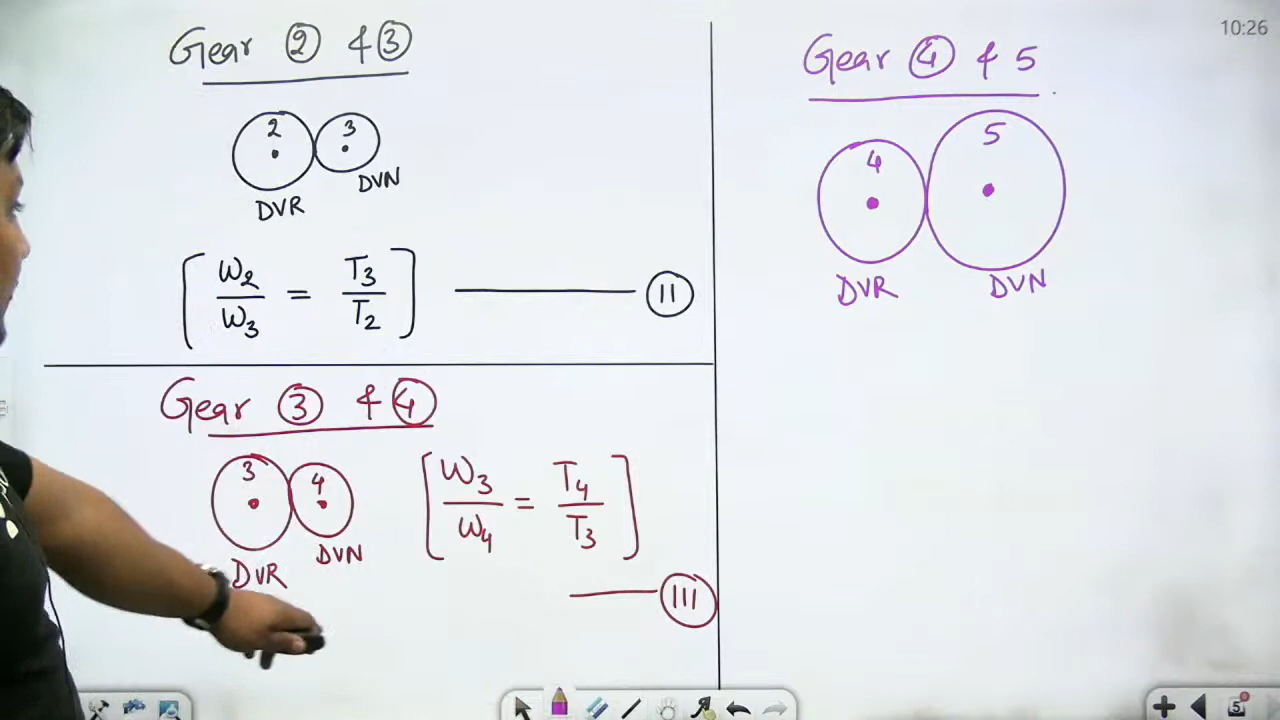 Gear ② & ③
2 3
DVR DVN
[ W2/W3 = T3/T2 ] ——— II
Gear ③ & ④
3 4
DVR DVN
[ W3/W4 = T4/T3 ]
——— III
10:26
Gear ④ & 5
4 5
DVR DVN
5